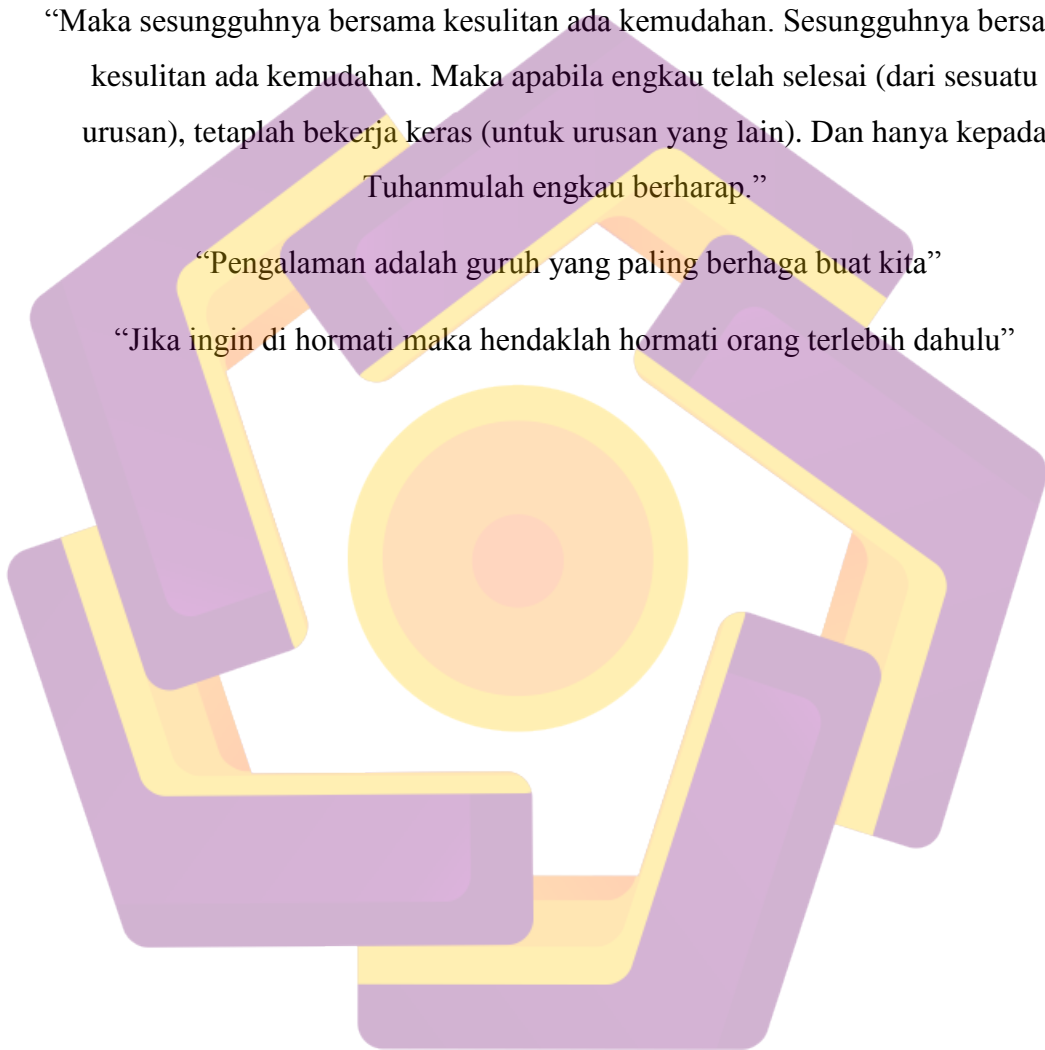 “Maka sesungguhnya bersama kesulitan ada kemudahan. Sesungguhnya bersa
kesulitan ada kemudahan. Maka apabila engkau telah selesai (dari sesuatu
urusan), tetaplah bekerja keras (untuk urusan yang lain). Dan hanya kepada
Tuhanmulah engkau berharap.”
“Pengalaman adalah guruh yang paling berhaga buat kita”
“Jika ingin di hormati maka hendaklah hormati orang terlebih dahulu”